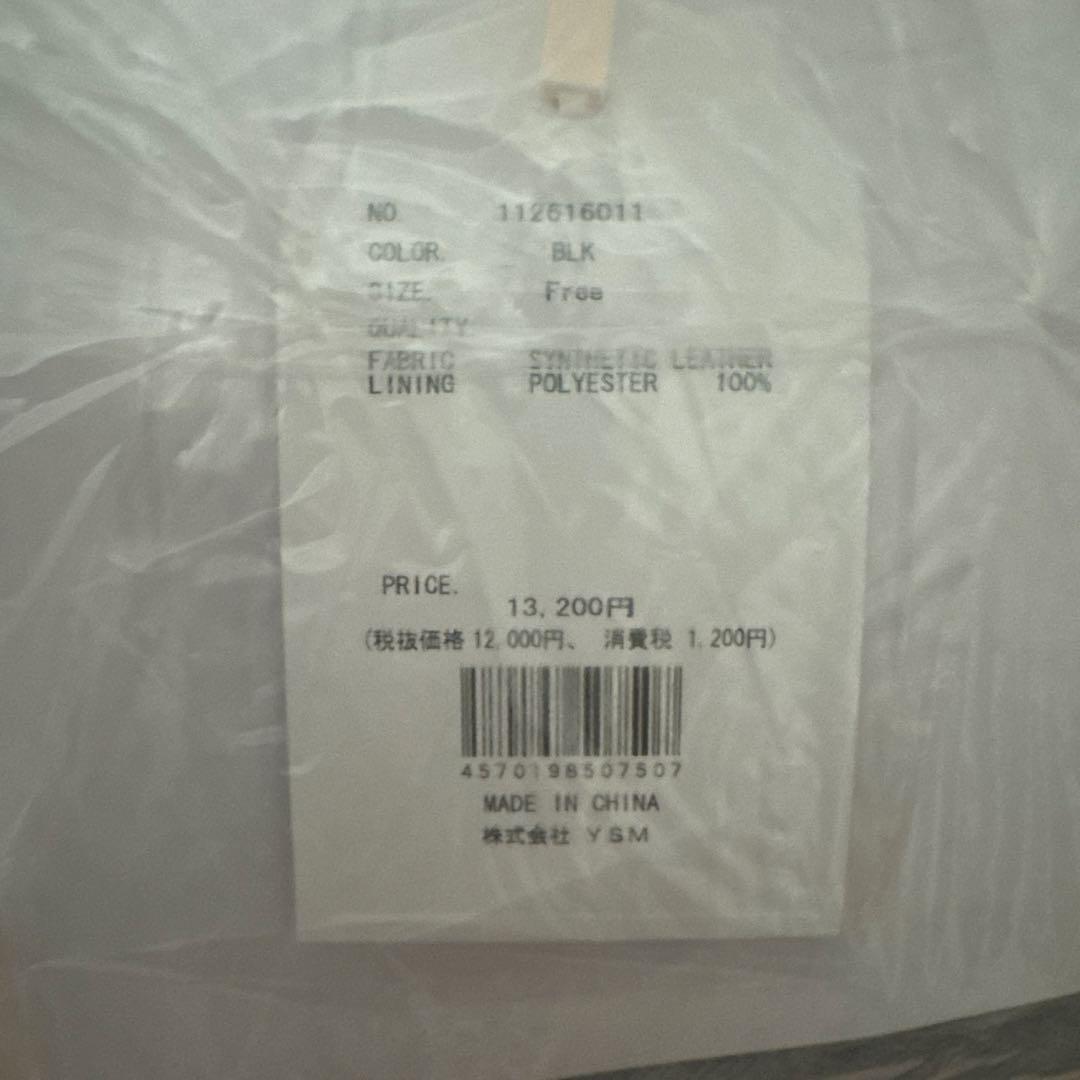 NO 112616011
COLOR. BLK
SIZE. Free
QUALITY
FABRIC SYNTHETIC LEATHER
LINING POLYESTER 100%
PRICE.
13,200円
(税抜価格 12,000円、 消費税 1,200円)
4570198507507
MADE IN CHINA
株式会社 YSM